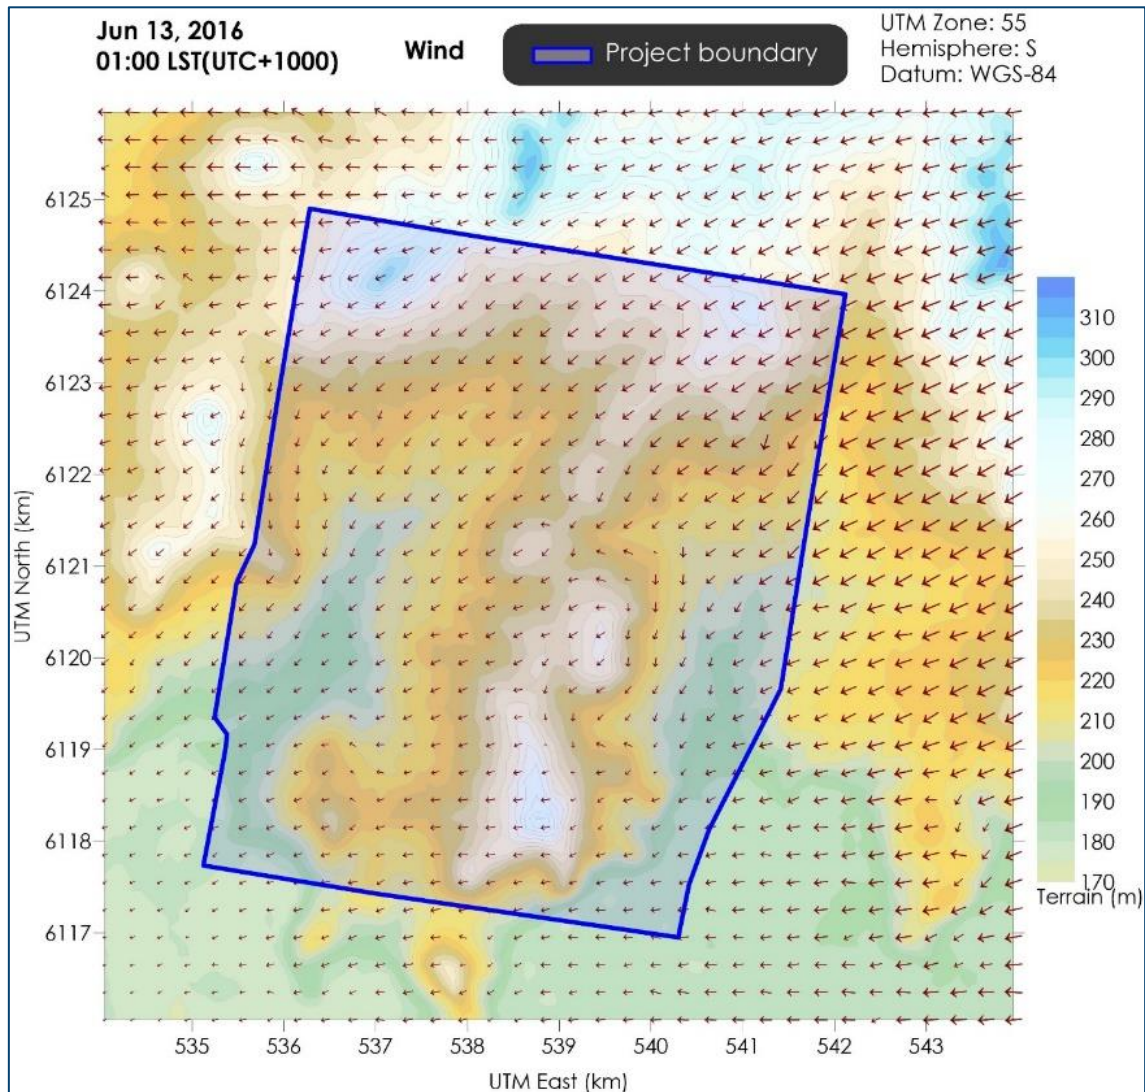 Jun 13, 2016
01:00 LST(UTC+1000)
Wind
Project boundary
UTM Zone: 55
Hemisphere: S
Datum: WGS-84
6125
6124
6123
6122
6121
6120
6119
6118
6117
UTM North (km)
535 536 537 538 539 540 541 542 543
UTM East (km)
310
300
290
280
270
260
250
240
230
220
210
200
190
180
170
Terrain (m)